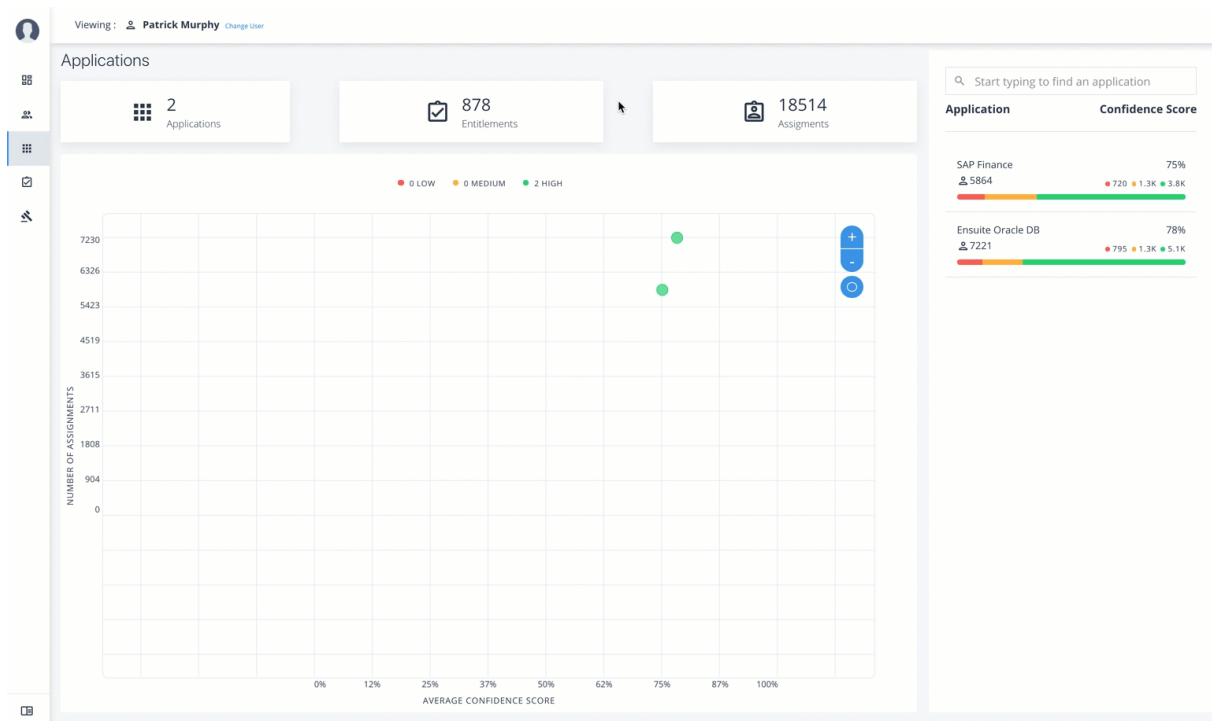 Viewing : Patrick Murphy Change User
Applications
2
Applications
878
Entitlements
18514
Assigments
0 LOW 0 MEDIUM 2 HIGH
7230
6326
5423
4519
3615
2711
1808
904
0
NUMBER OF ASSIGNMENTS
0% 12% 25% 37% 50% 62% 75% 87% 100%
AVERAGE CONFIDENCE SCORE
+
-
Start typing to find an application
Application Confidence Score
SAP Finance 75%
5864 720 1.3K 3.8K
Ensuite Oracle DB 78%
7221 795 1.3K 5.1K